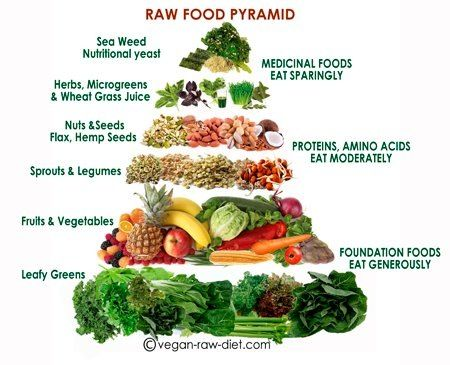 RAW FOOD PYRAMID
Sea Weed
Nutritional yeast
MEDICINAL FOODS
EAT SPARINGLY
Herbs, Microgreens
& Wheat Grass Juice
Nuts &Seeds
Flax, Hemp Seeds
PROTEINS, AMINO ACIDS
EAT MODERATELY
Sprouts & Legumes
Fruits & Vegetables
FOUNDATION FOODS
EAT GENEROUSLY
Leafy Greens
©vegan-raw-diet.com